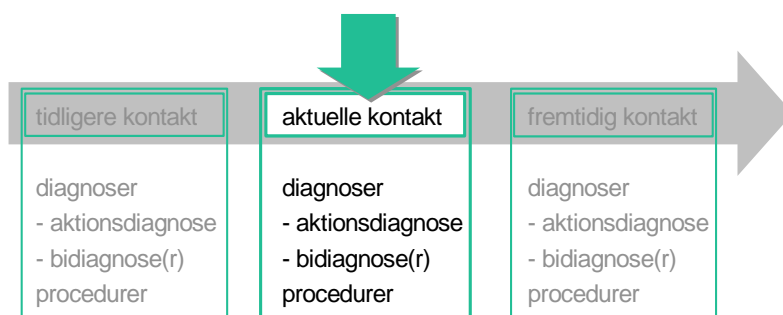 tidligere kontakt
diagnoser
- aktionsdiagnose
- bidiagnose(r)
procedurer
aktuelle kontakt
diagnoser
- aktionsdiagnose
- bidiagnose(r)
procedurer
fremtidig kontakt
diagnoser
- aktionsdiagnose
- bidiagnose(r)
procedurer